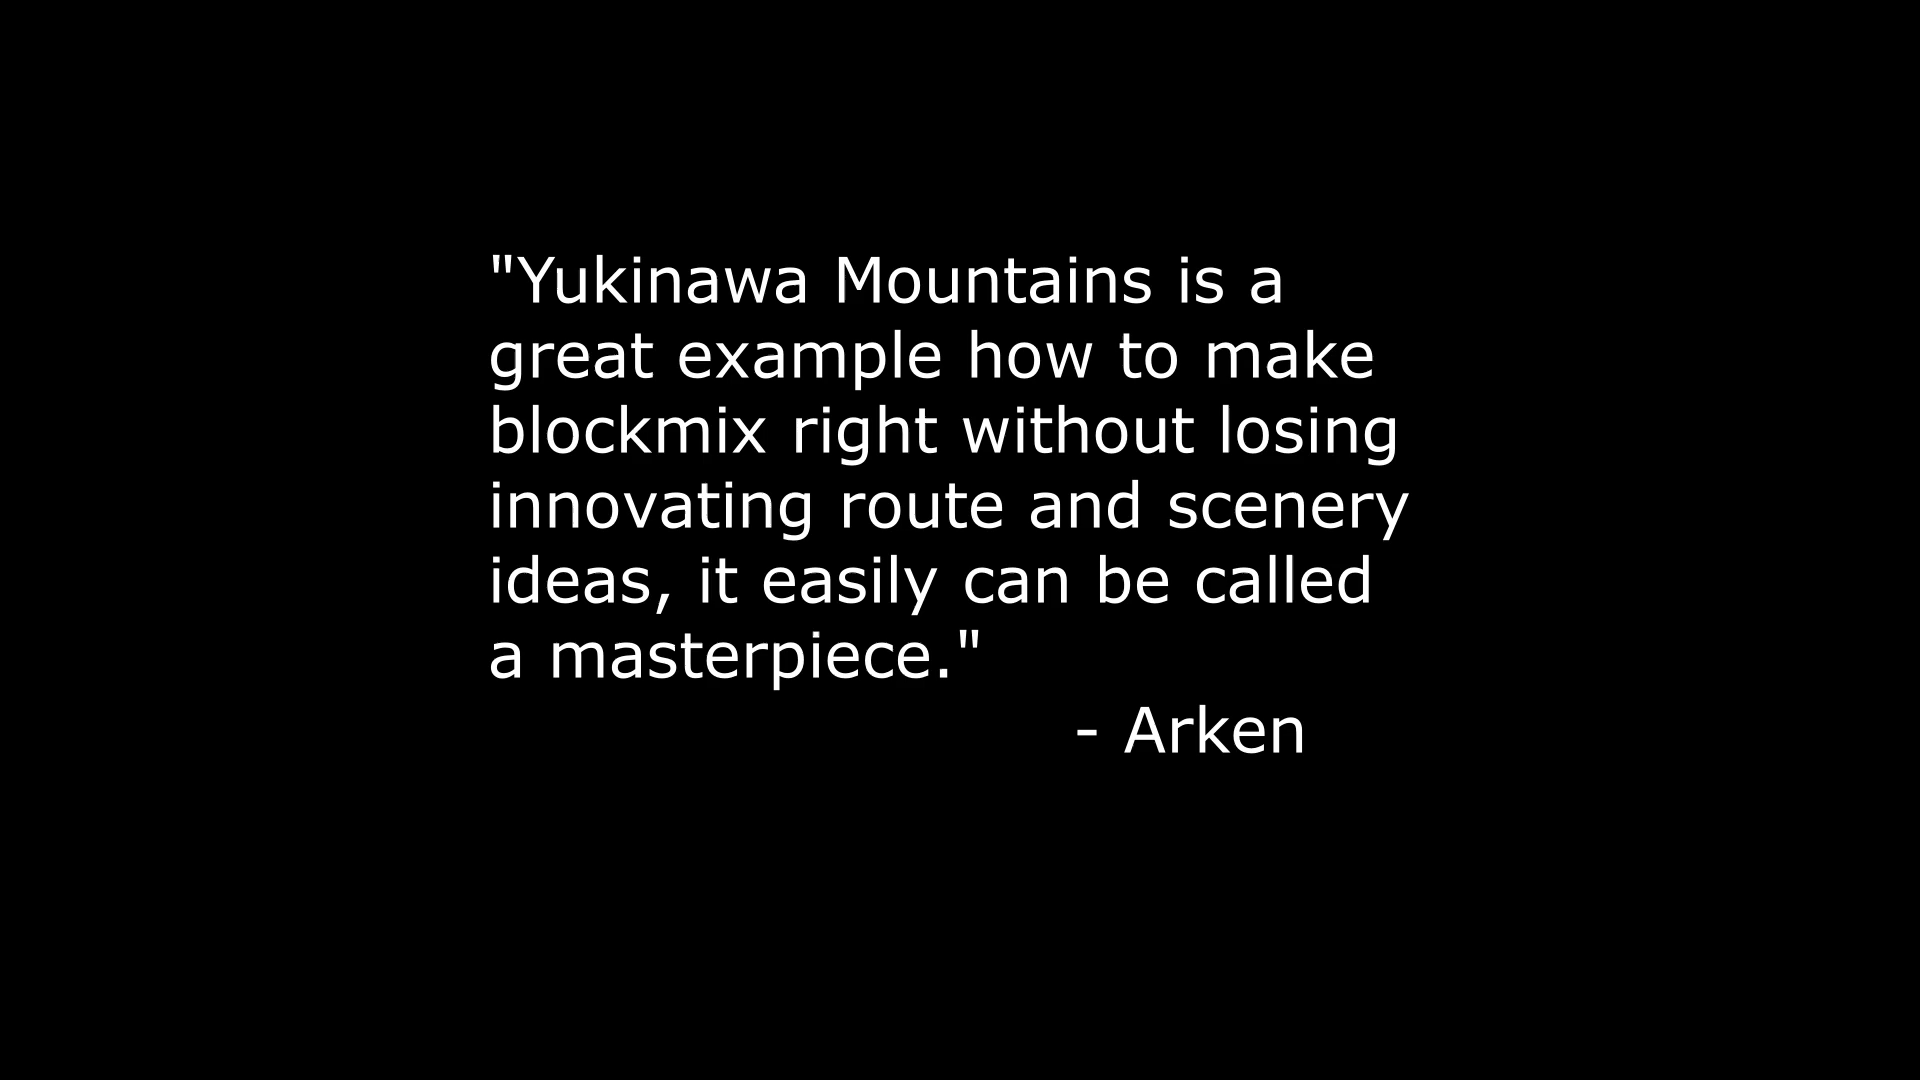 "Yukinawa Mountains is a
great example how to make
blockmix right without losing
innovating route and scenery
ideas, it easily can be called
a masterpiece."
- Arken